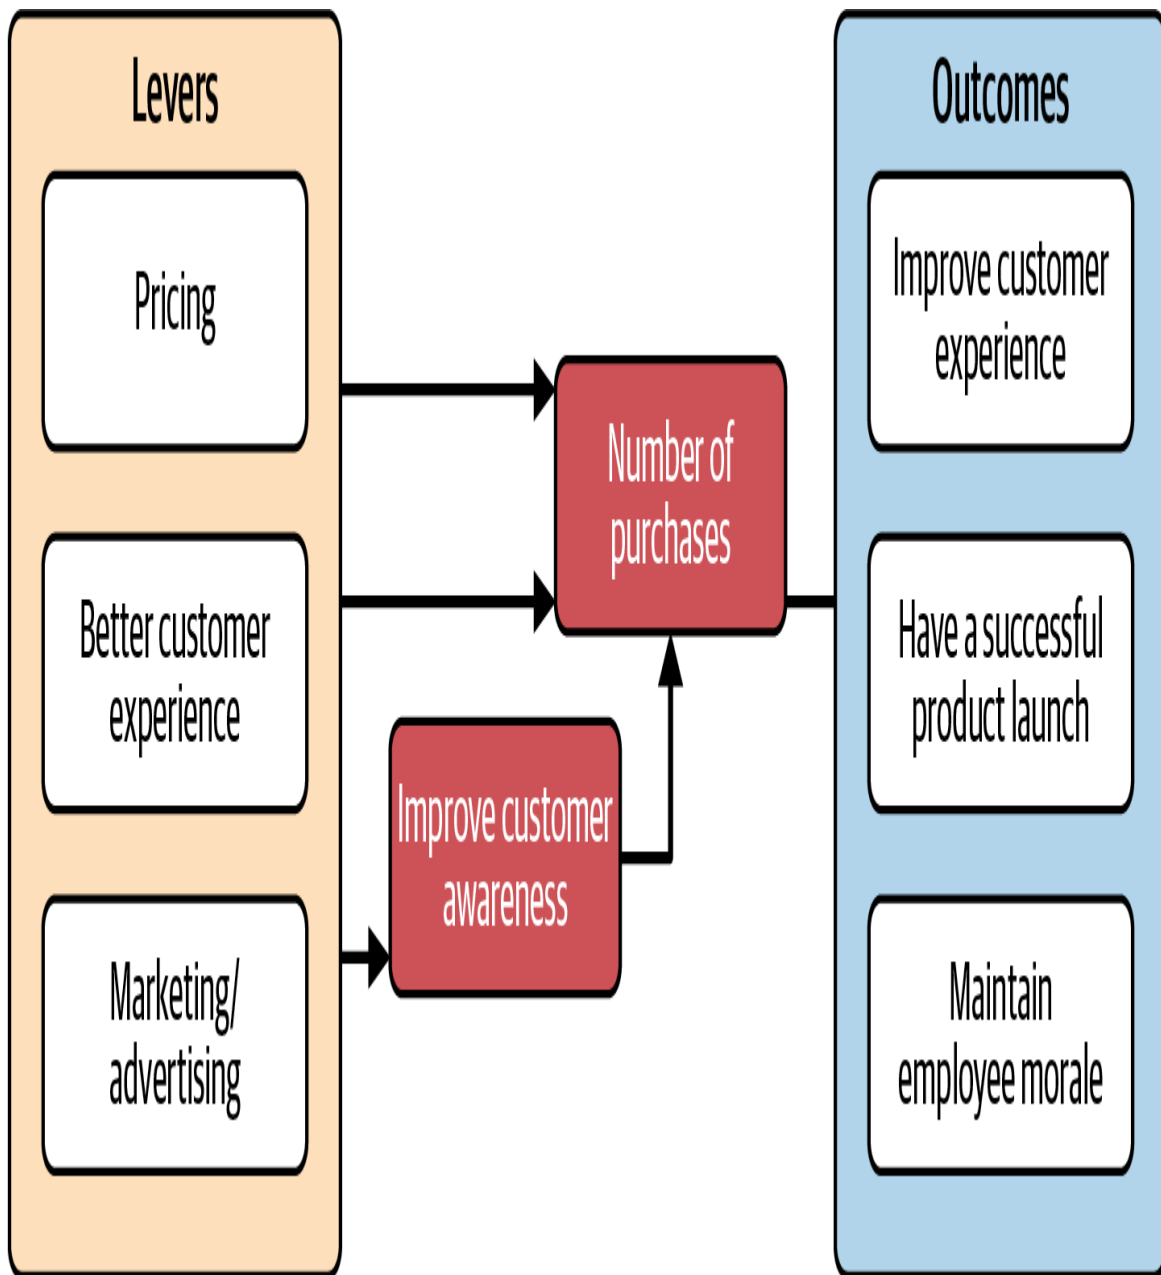 Levers
Pricing
Better customer
experience
Marketing/
advertising
Number of
purchases
Improve customer
awareness
Outcomes
Improve customer
experience
Have a successful
product launch
Maintain
employee morale